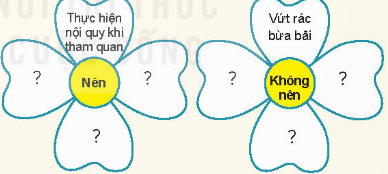 Thực hiện
nội quy khi
tham quan
?
Nên
?
?
Vứt rác
bừa bãi
?
Không
nên
?
?